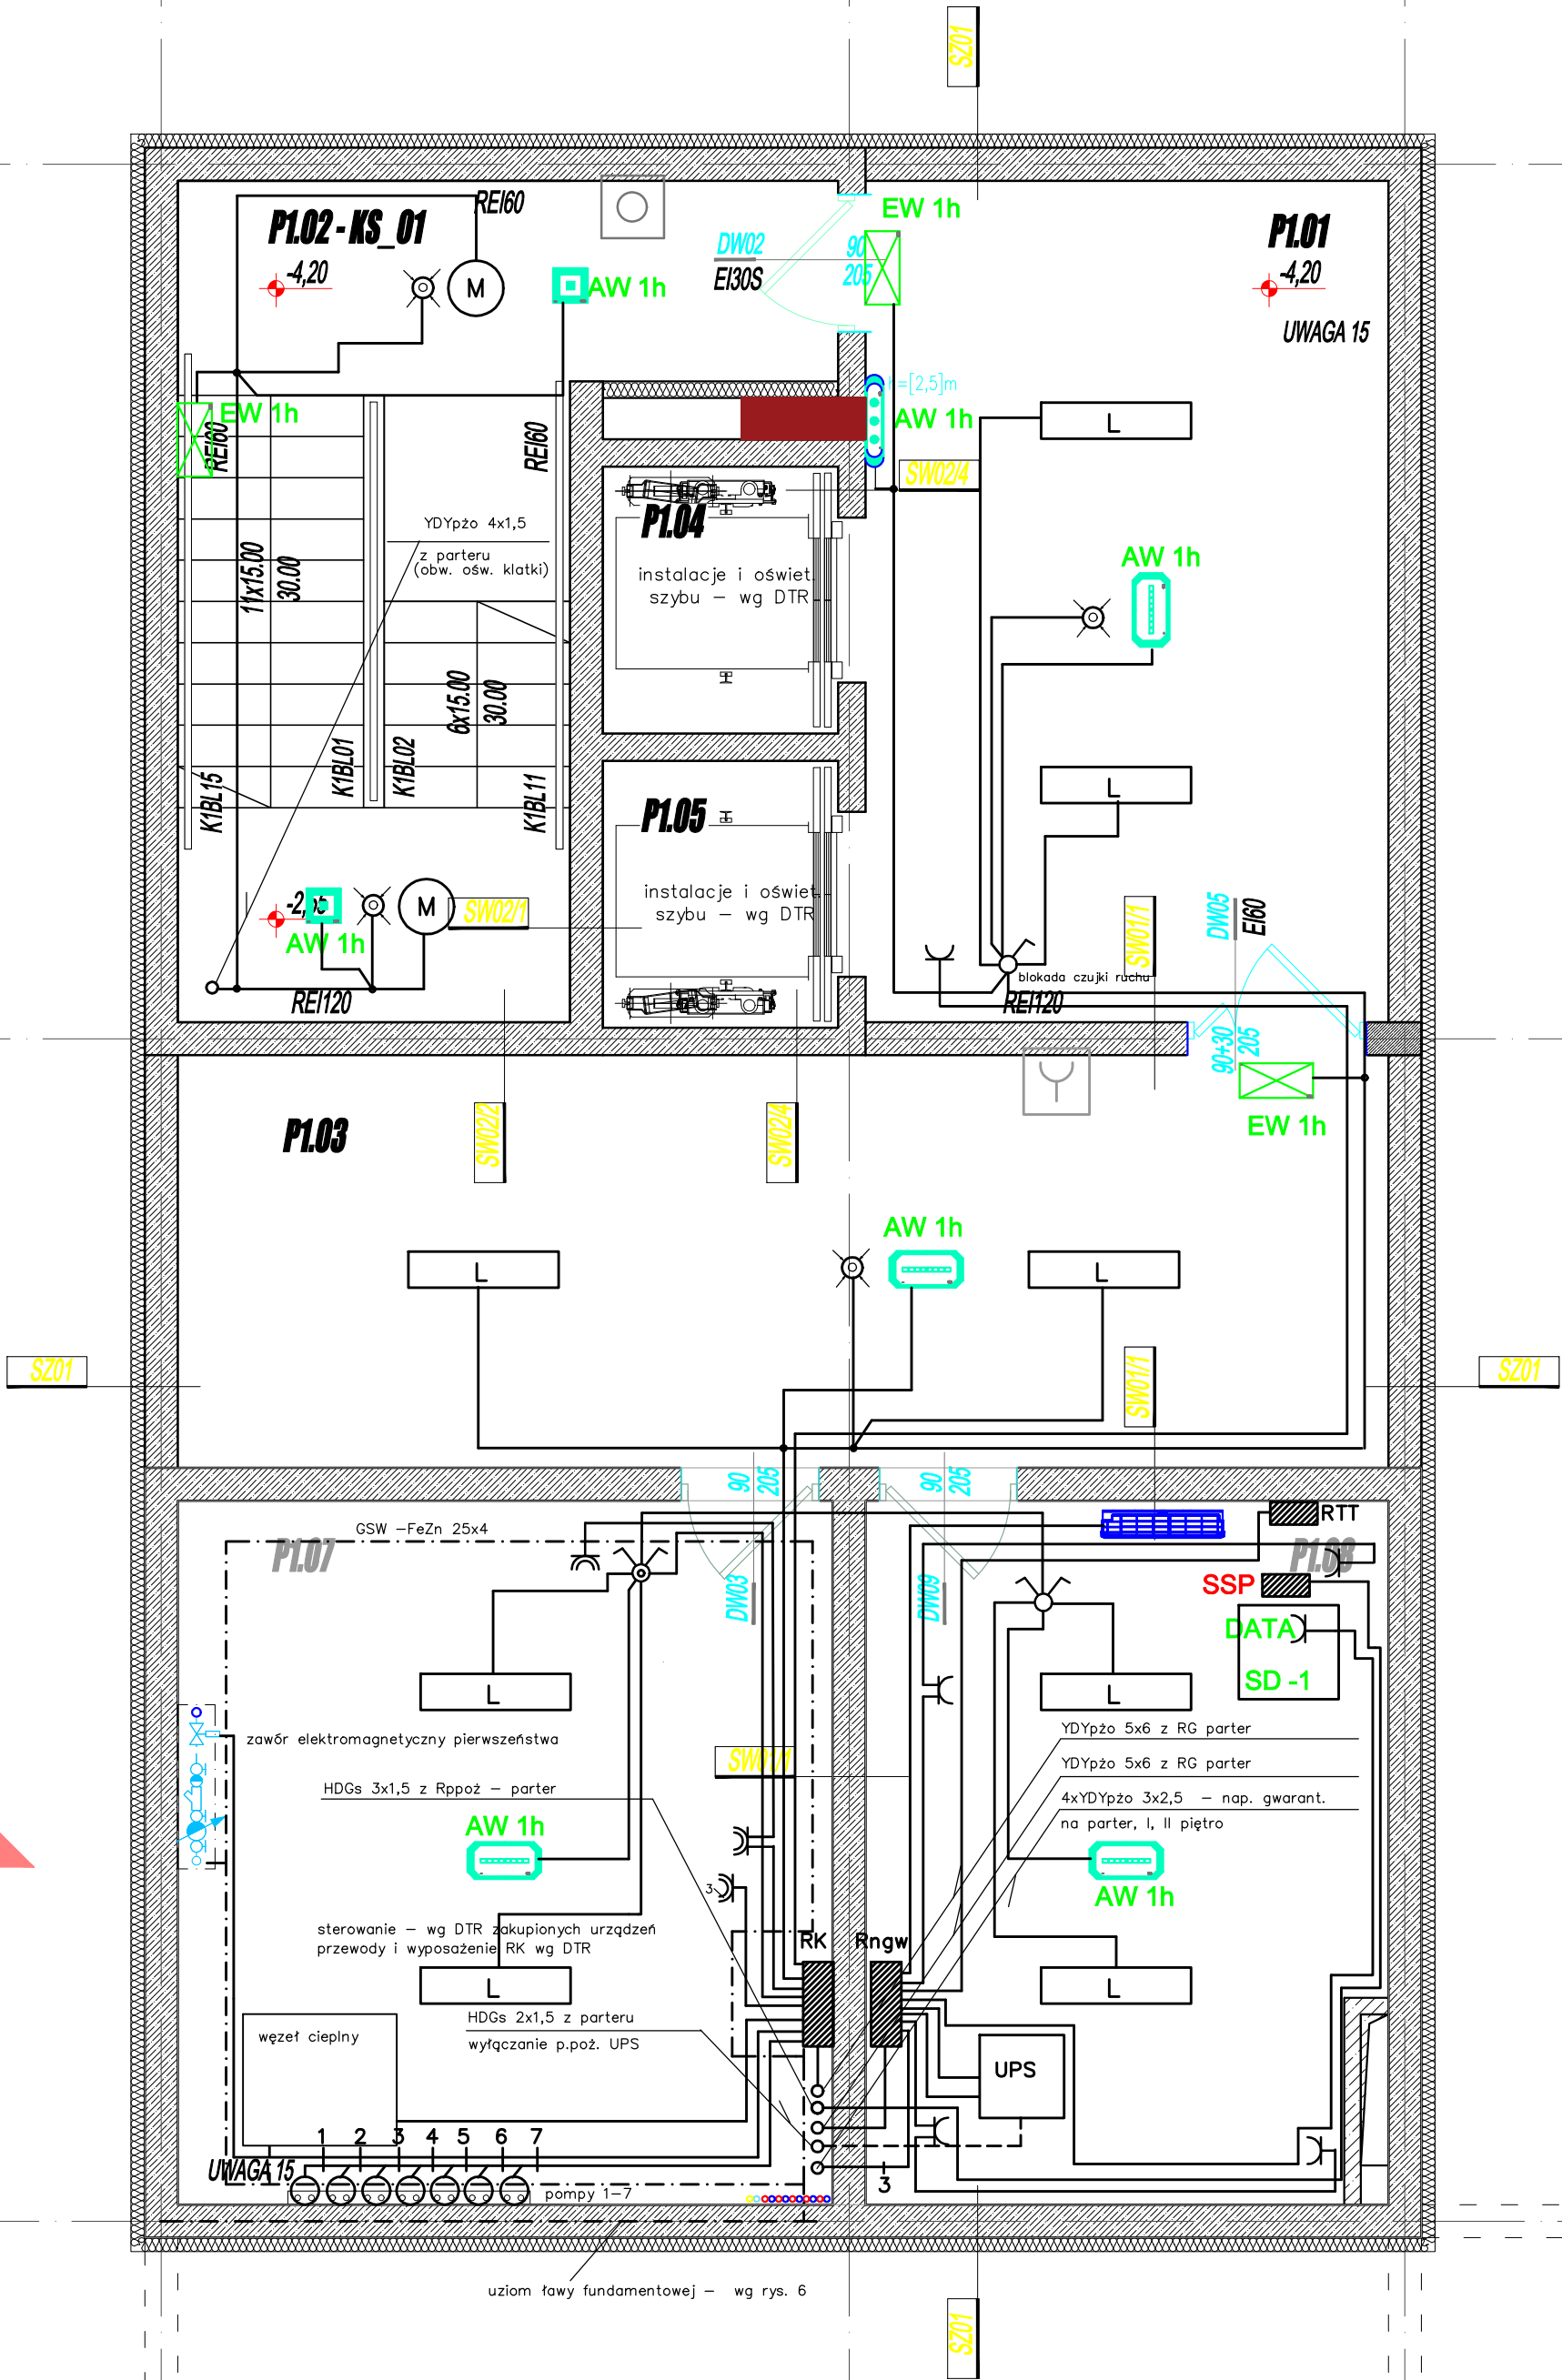 SZ01
REI60
EW 1h
P1.02 - KS_01
P1.01
DW02
90
205
-4,20
M
AW 1h
EI30S
-4,20
UWAGA 15
h=[2,5]m
EW 1h
AW 1h
L
REI60
REI60
SW02/4
YDYpżo 4x1,5
P1.04
z parteru
(obw. ośw. klatki)
AW 1h
11x15.00
30.00
instalacje i oświet.
szybu – wg DTR
6x15.00
30.00
K1BL15
K1BL01
K1BL02
K1BL11
L
P1.05
instalacje i oświet.
szybu – wg DTR
M
SW02/1
AW 1h
SW01/1
DW05
EI60
blokada czujki ruchu
REI120
REI120
90+30
205
P1.03
SW02/2
SW02/4
EW 1h
AW 1h
L
L
SZ01
SW01/1
SZ01
90
205
90
205
GSW –FeZn 25x4
P1.07
RTT
P1.08
DW03
DW09
SSP
DATA
SD -1
L
L
zawór elektromagnetyczny pierwszeństwa
YDYpżo 5x6 z RG parter
SW01/1
YDYpżo 5x6 z RG parter
HDGs 3x1,5 z Rppoż – parter
4xYDYpżo 3x2,5 – nap. gwarant.
na parter, I, II piętro
AW 1h
AW 1h
3
sterowanie – wg DTR zakupionych urządzeń
przewody i wyposażenie RK wg DTR
RK
Rngw
L
L
HDGs 2x1,5 z parteru
węzeł cieplny
wyłączanie p.poż. UPS
UPS
1 2 3 4 5 6 7
UWAGA 15
3
pompy 1–7
uziom ławy fundamentowej – wg rys. 6
SZ01